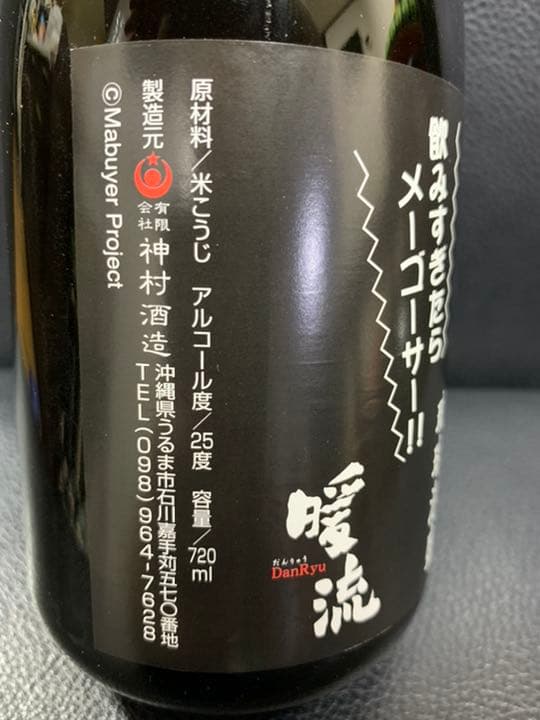 飲みすぎたら
メーゴーサー!!
暖流
だんりゅう
DanRyu
原材料/米こうじ アルコール度/25度 容量/720ml
製造元 有限会社 神村酒造 沖縄県うるま市石川嘉手苅五七〇番地
TEL(098)964-7628
©Mabuyer Project